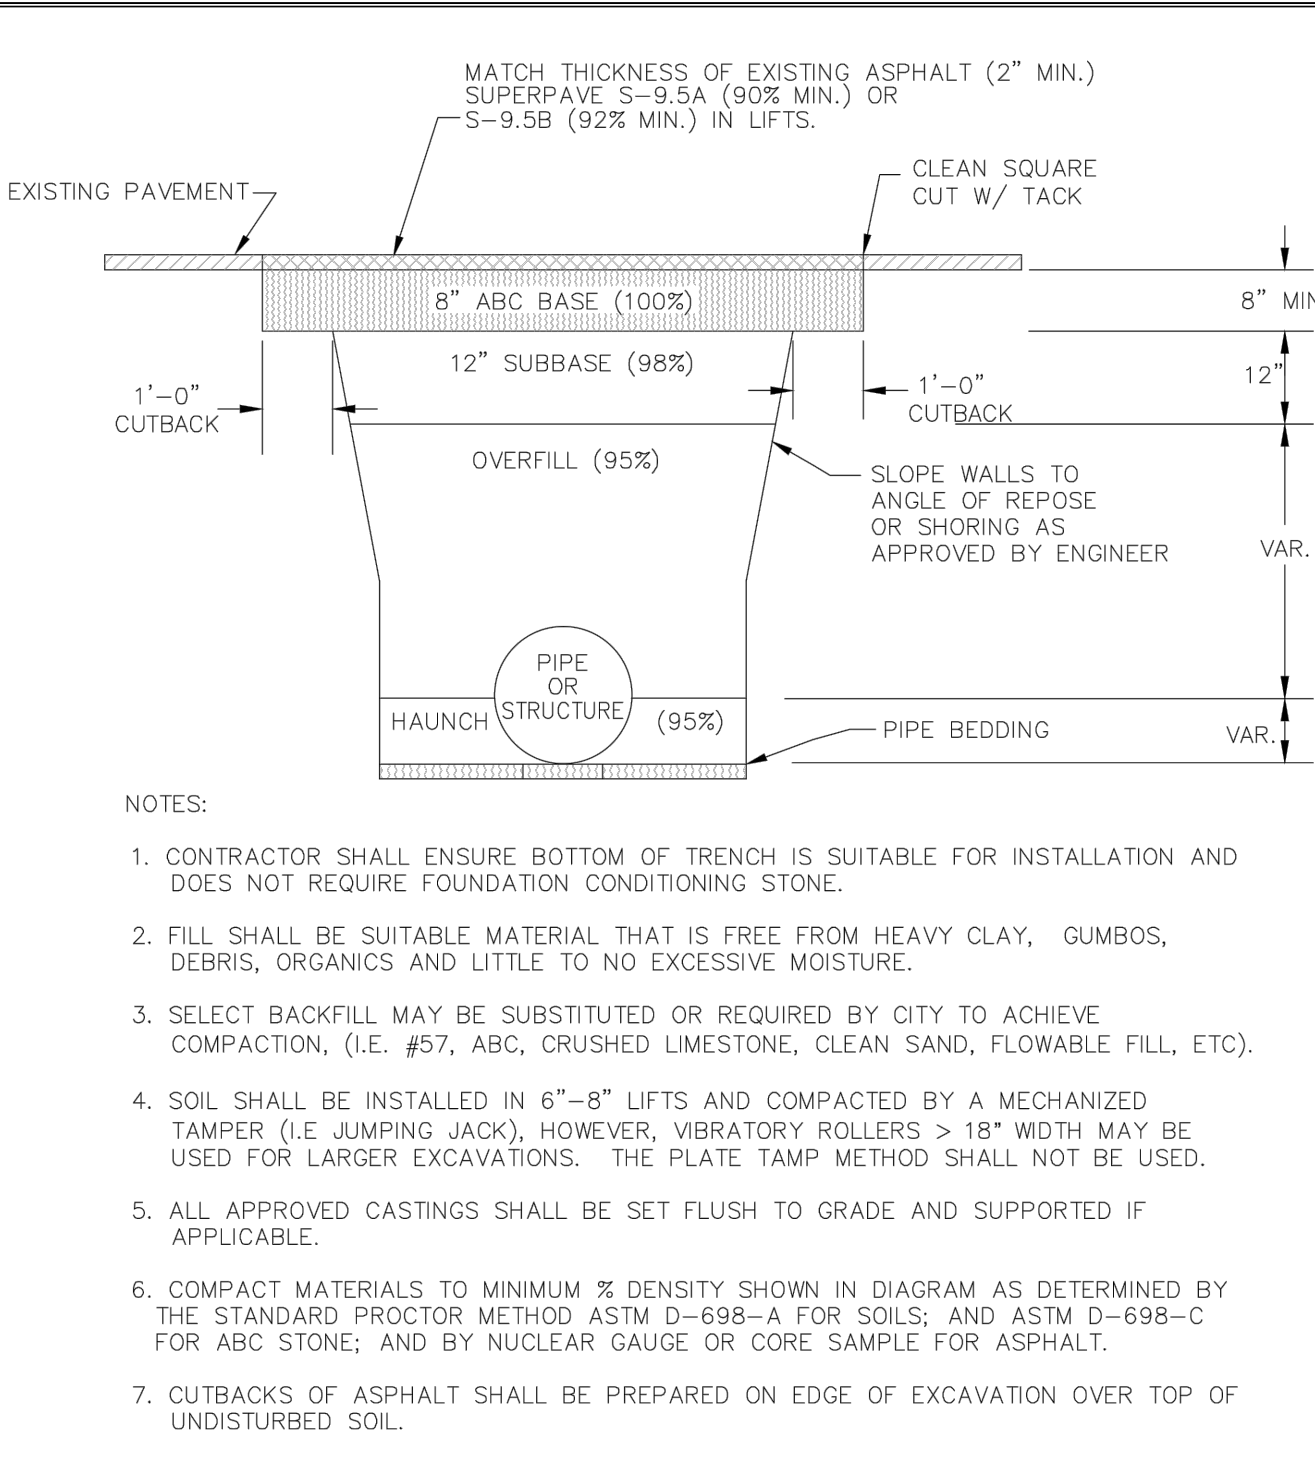 MATCH THICKNESS OF EXISTING ASPHALT (2" MIN.)
SUPERPAVE S-9.5A (90% MIN.) OR
S-9.5B (92% MIN.) IN LIFTS.
EXISTING PAVEMENT
CLEAN SQUARE
CUT W/ TACK
8" ABC BASE (100%)
8" MIN
12" SUBBASE (98%)
12"
1'-0"
CUTBACK
1'-0"
CUTBACK
OVERFILL (95%)
SLOPE WALLS TO
ANGLE OF REPOSE
OR SHORING AS
APPROVED BY ENGINEER
VAR.
PIPE
OR
STRUCTURE
HAUNCH
(95%)
PIPE BEDDING
VAR.
NOTES:
1. CONTRACTOR SHALL ENSURE BOTTOM OF TRENCH IS SUITABLE FOR INSTALLATION AND
DOES NOT REQUIRE FOUNDATION CONDITIONING STONE.
2. FILL SHALL BE SUITABLE MATERIAL THAT IS FREE FROM HEAVY CLAY, GUMBOS,
DEBRIS, ORGANICS AND LITTLE TO NO EXCESSIVE MOISTURE.
3. SELECT BACKFILL MAY BE SUBSTITUTED OR REQUIRED BY CITY TO ACHIEVE
COMPACTION, (I.E. #57, ABC, CRUSHED LIMESTONE, CLEAN SAND, FLOWABLE FILL, ETC).
4. SOIL SHALL BE INSTALLED IN 6"-8" LIFTS AND COMPACTED BY A MECHANIZED
TAMPER (I.E JUMPING JACK), HOWEVER, VIBRATORY ROLLERS > 18" WIDTH MAY BE
USED FOR LARGER EXCAVATIONS. THE PLATE TAMP METHOD SHALL NOT BE USED.
5. ALL APPROVED CASTINGS SHALL BE SET FLUSH TO GRADE AND SUPPORTED IF
APPLICABLE.
6. COMPACT MATERIALS TO MINIMUM % DENSITY SHOWN IN DIAGRAM AS DETERMINED BY
THE STANDARD PROCTOR METHOD ASTM D-698-A FOR SOILS; AND ASTM D-698-C
FOR ABC STONE; AND BY NUCLEAR GAUGE OR CORE SAMPLE FOR ASPHALT.
7. CUTBACKS OF ASPHALT SHALL BE PREPARED ON EDGE OF EXCAVATION OVER TOP OF
UNDISTURBED SOIL.